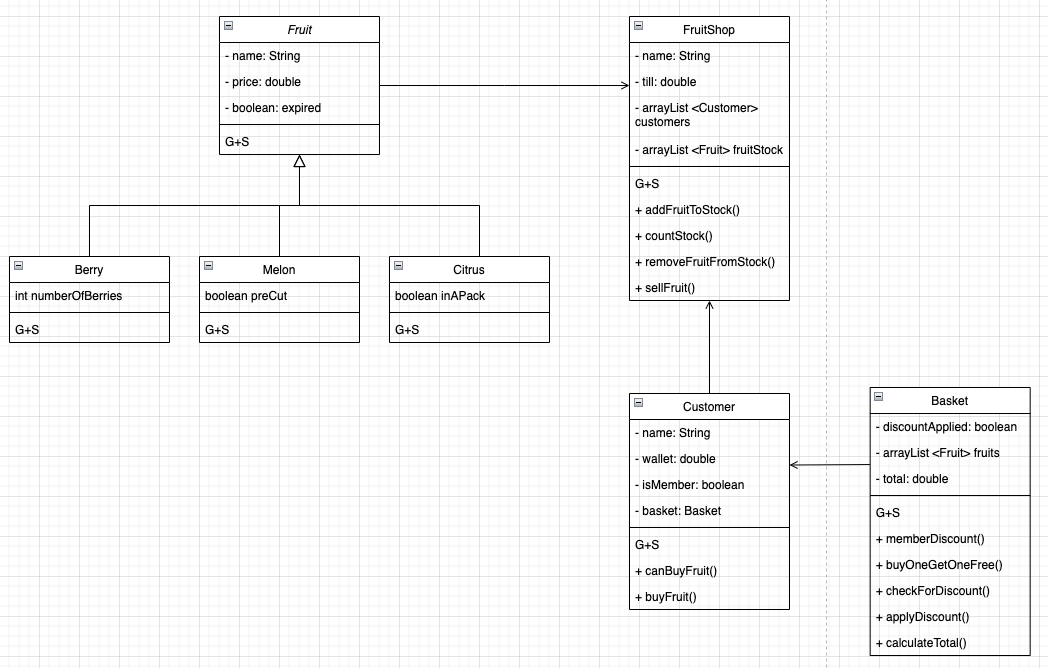 Fruit
- name: String
- price: double
- boolean: expired
G+S
FruitShop
- name: String
- till: double
- arrayList <Customer>
customers
- arrayList <Fruit> fruitStock
G+S
+ addFruitToStock()
+ countStock()
+ removeFruitFromStock()
+ sellFruit()
Berry
int numberOfBerries
G+S
Melon
boolean preCut
G+S
Citrus
boolean inAPack
G+S
Customer
- name: String
- wallet: double
- isMember: boolean
- basket: Basket
G+S
+ canBuyFruit()
+ buyFruit()
Basket
- discountApplied: boolean
- arrayList <Fruit> fruits
- total: double
G+S
+ memberDiscount()
+ buyOneGetOneFree()
+ checkForDiscount()
+ applyDiscount()
+ calculateTotal()